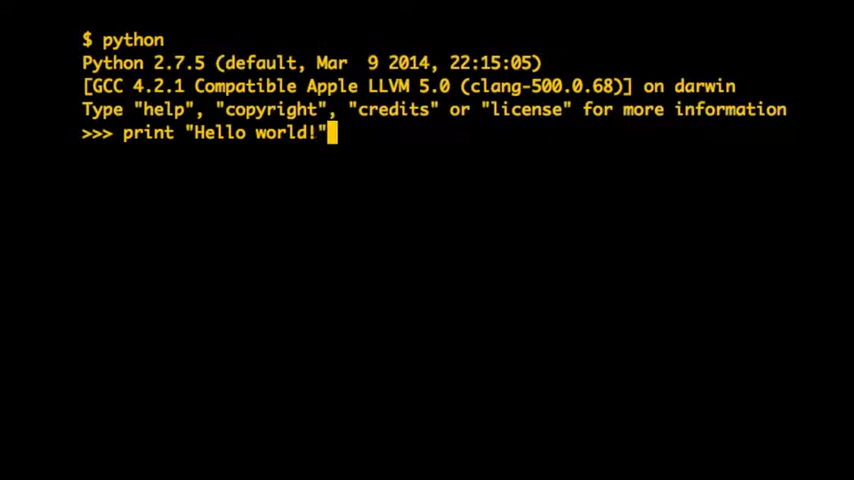 $ python
Python 2.7.5 (default, Mar  9 2014, 22:15:05)
[GCC 4.2.1 Compatible Apple LLVM 5.0 (clang-500.0.68)] on darwin
Type "help", "copyright", "credits" or "license" for more information
>>> print "Hello world!"